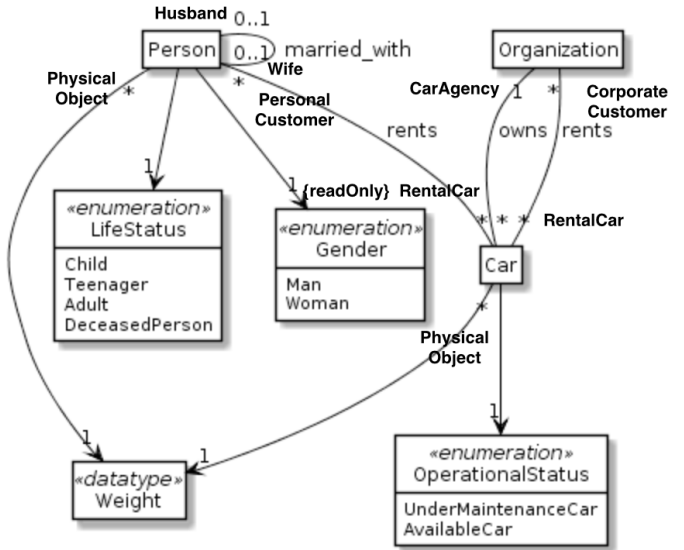 Husband
0..1
Person
0..1
married_with
Wife
Organization
Physical
Object
*
*
Personal
Customer
CarAgency
1
*
Corporate
Customer
rents
owns
rents
1
1
{readOnly}
RentalCar
«enumeration»
LifeStatus
Child
Teenager
Adult
DeceasedPerson
«enumeration»
Gender
Man
Woman
*
*
*
RentalCar
Car
*
Physical
Object
1
1
1
«datatype»
Weight
«enumeration»
OperationalStatus
UnderMaintenanceCar
AvailableCar